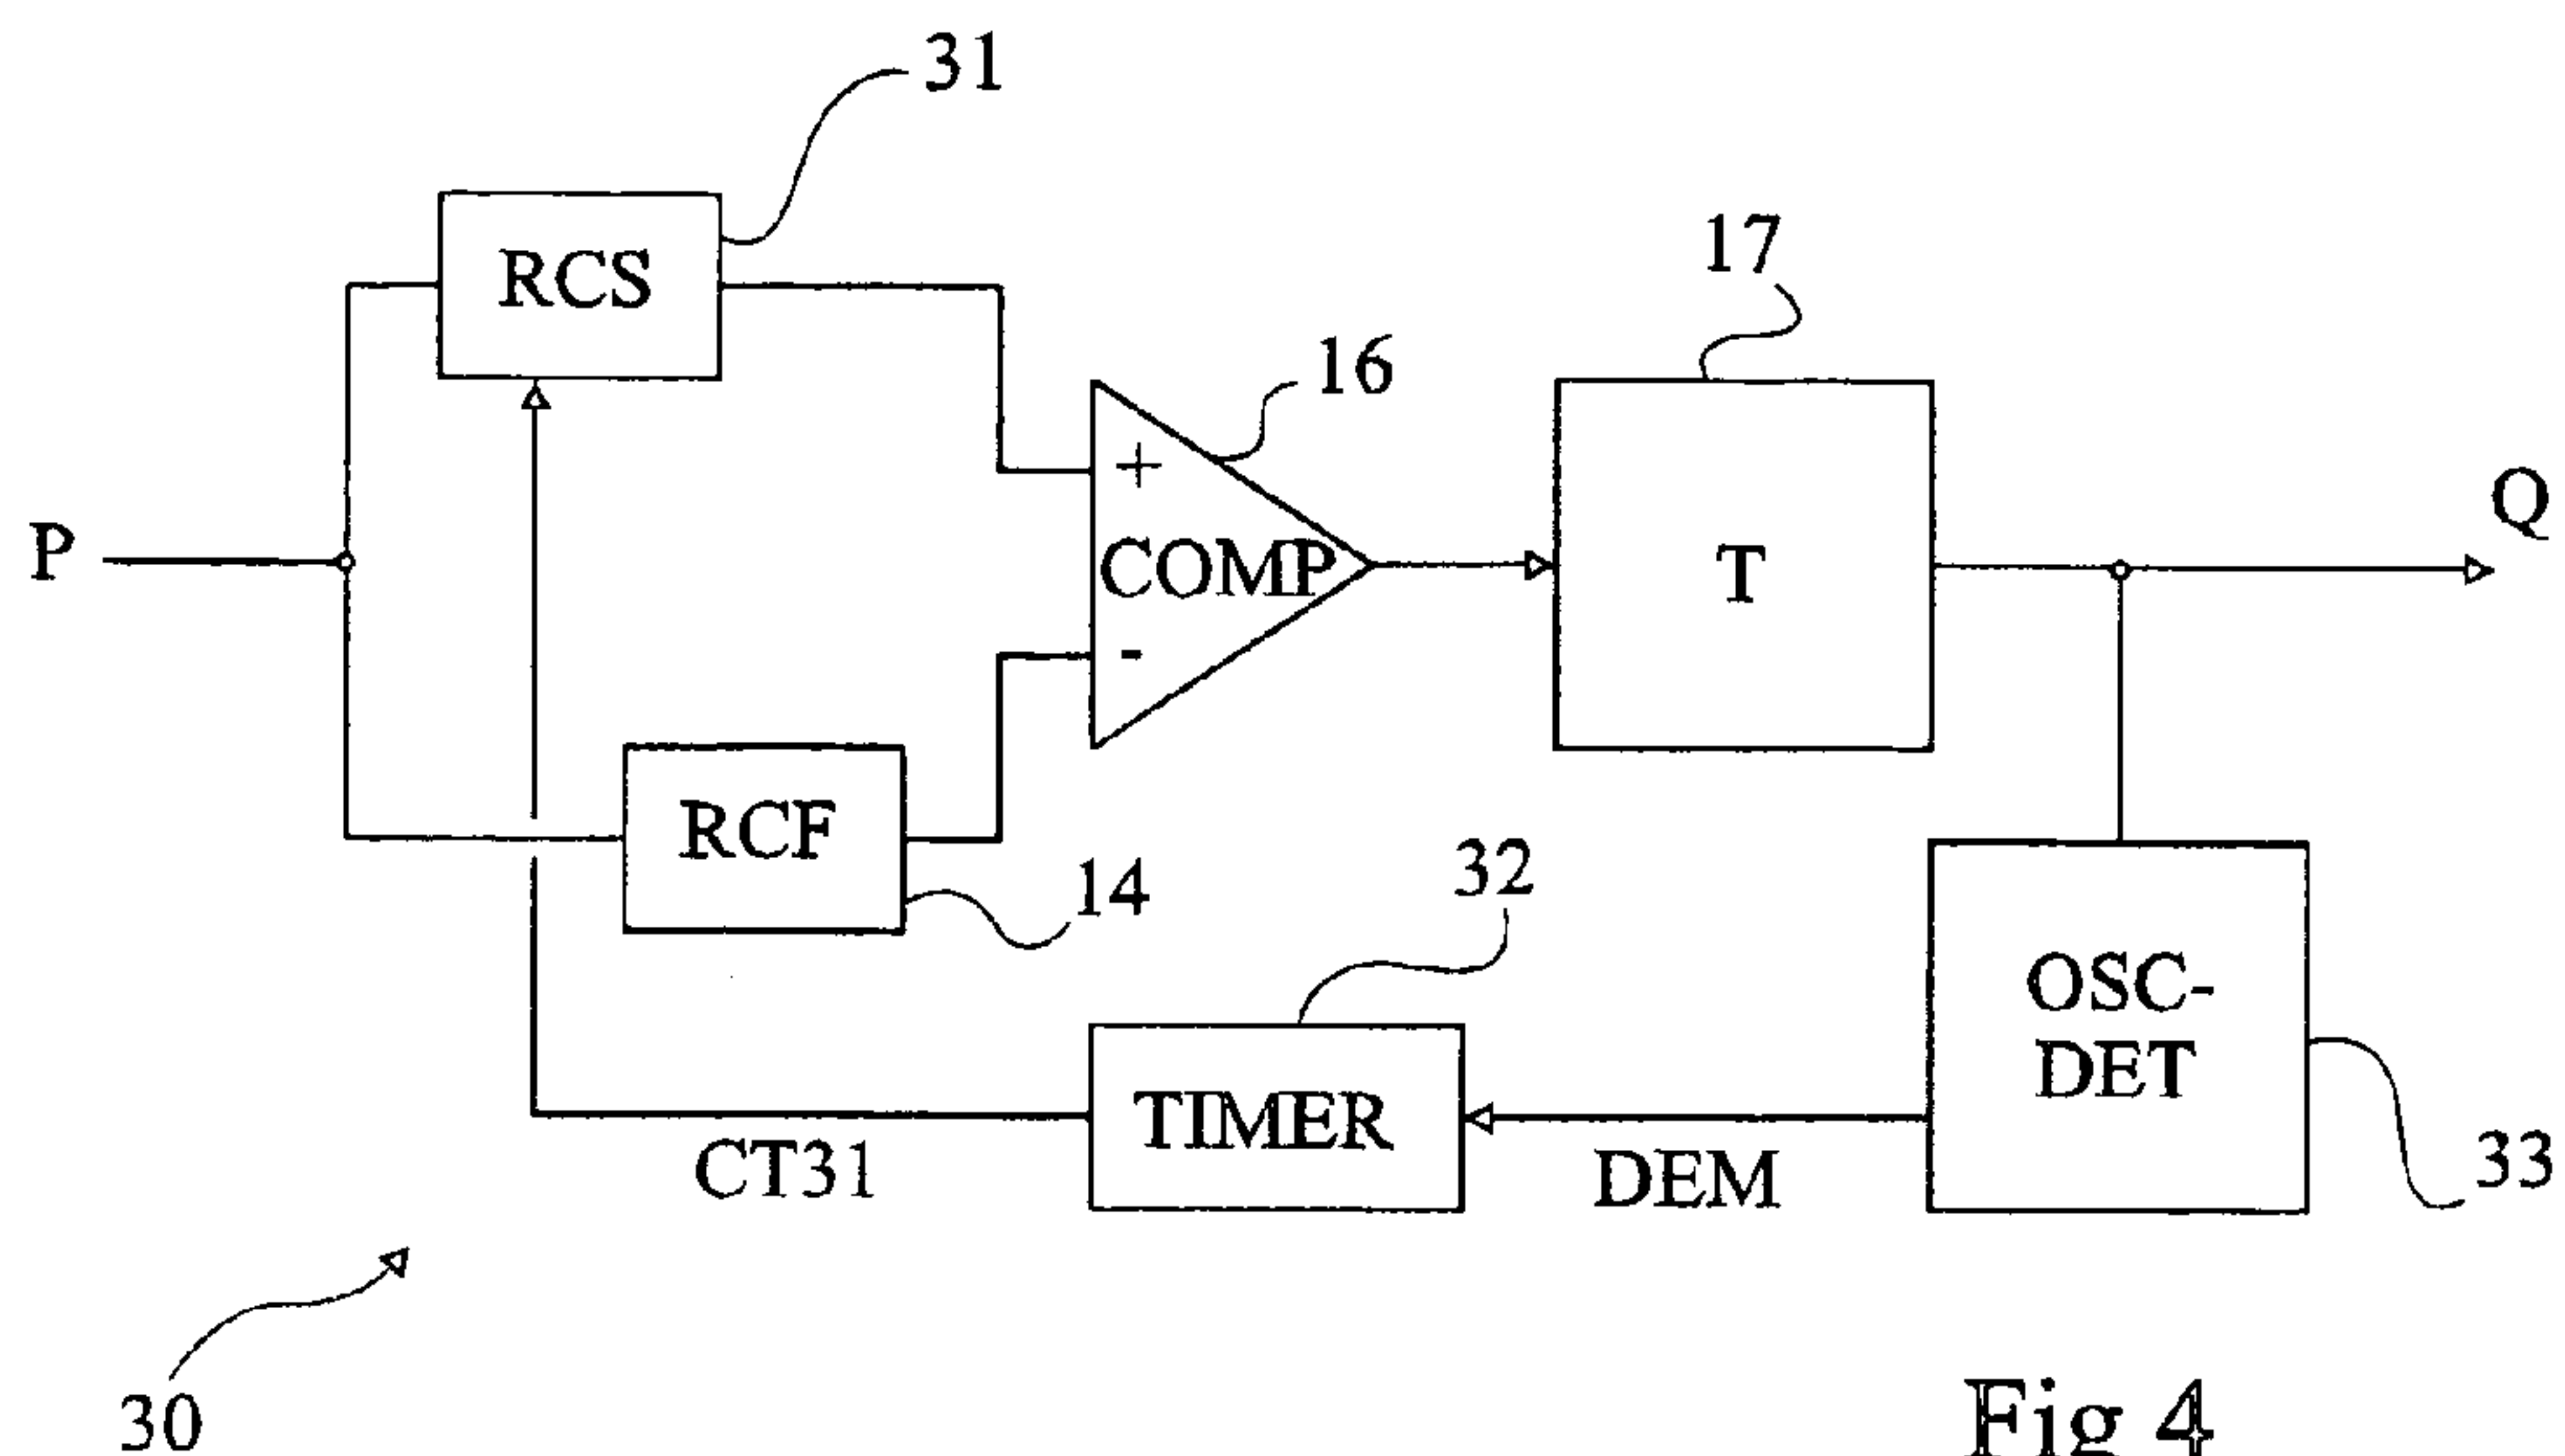 31
RCS
17
16
+
P
COMP
T
Q
-
RCF
14
32
OSC-
DET
TIMER
CT31
DEM
33
30
Fig 4